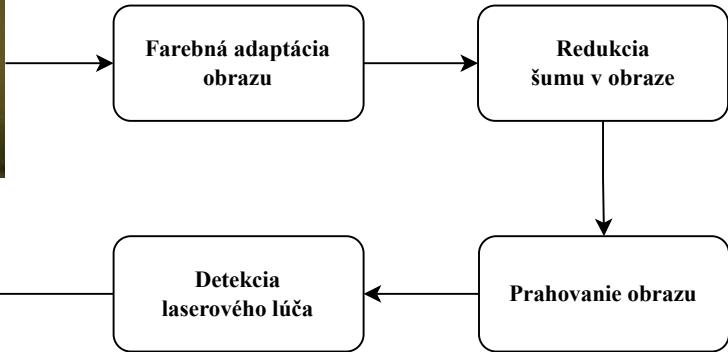 Farebná adaptácia
obrazu
Redukcia
šumu v obraze
Prahovanie obrazu
Detekcia
laserového lúča